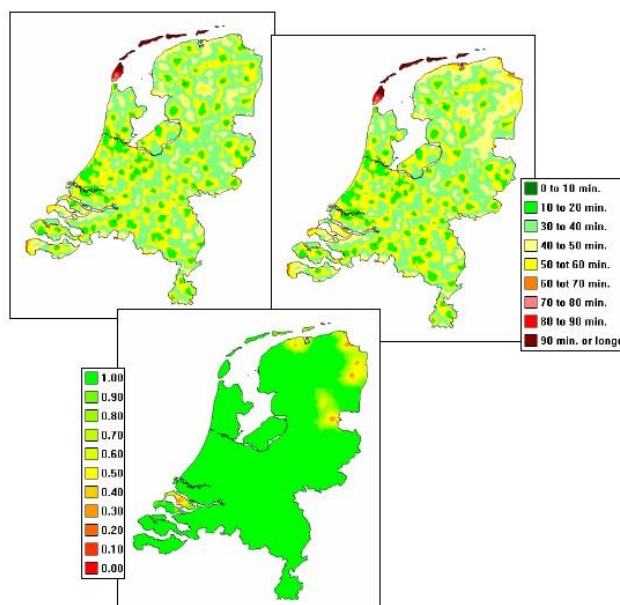 0 to 10 min.
10 to 20 min.
30 to 40 min.
40 to 50 min.
50 tot 60 min.
60 tot 70 min.
70 to 80 min.
80 to 90 min.
90 min. or longe
1.00
0.90
0.80
0.70
0.60
0.50
0.40
0.30
0.20
0.10
0.00